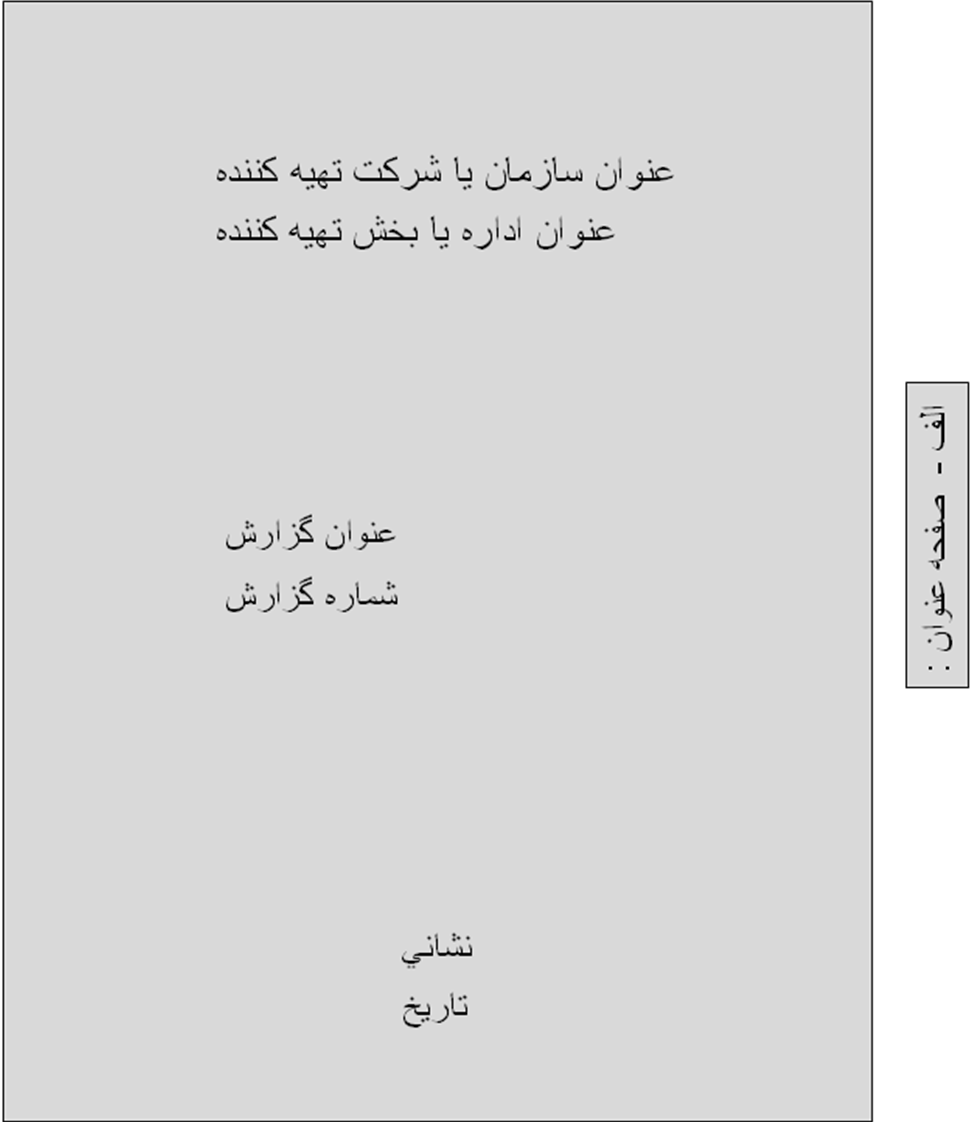 عنوان سازمان يا شركت تهيه كننده
عنوان اداره يا بخش تهيه كننده
عنوان گزارش
شماره گزارش
نشاني
تاريخ
الف - صفحه عنوان :